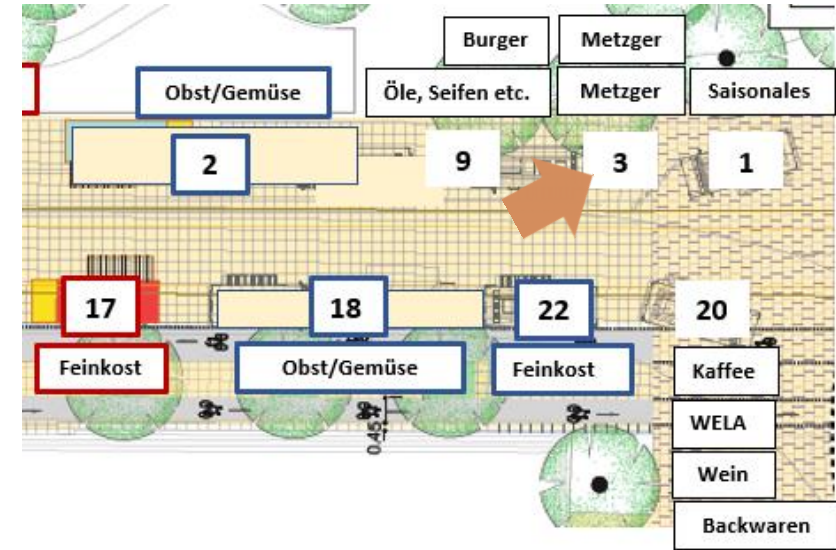 Burger
Metzger
Obst/Gemüse
Öle, Seifen etc.
Metzger
Saisonales
2
9
3
1
17
18
22
20
Feinkost
Obst/Gemüse
Feinkost
Kaffee
0.45
WELA
Wein
Backwaren